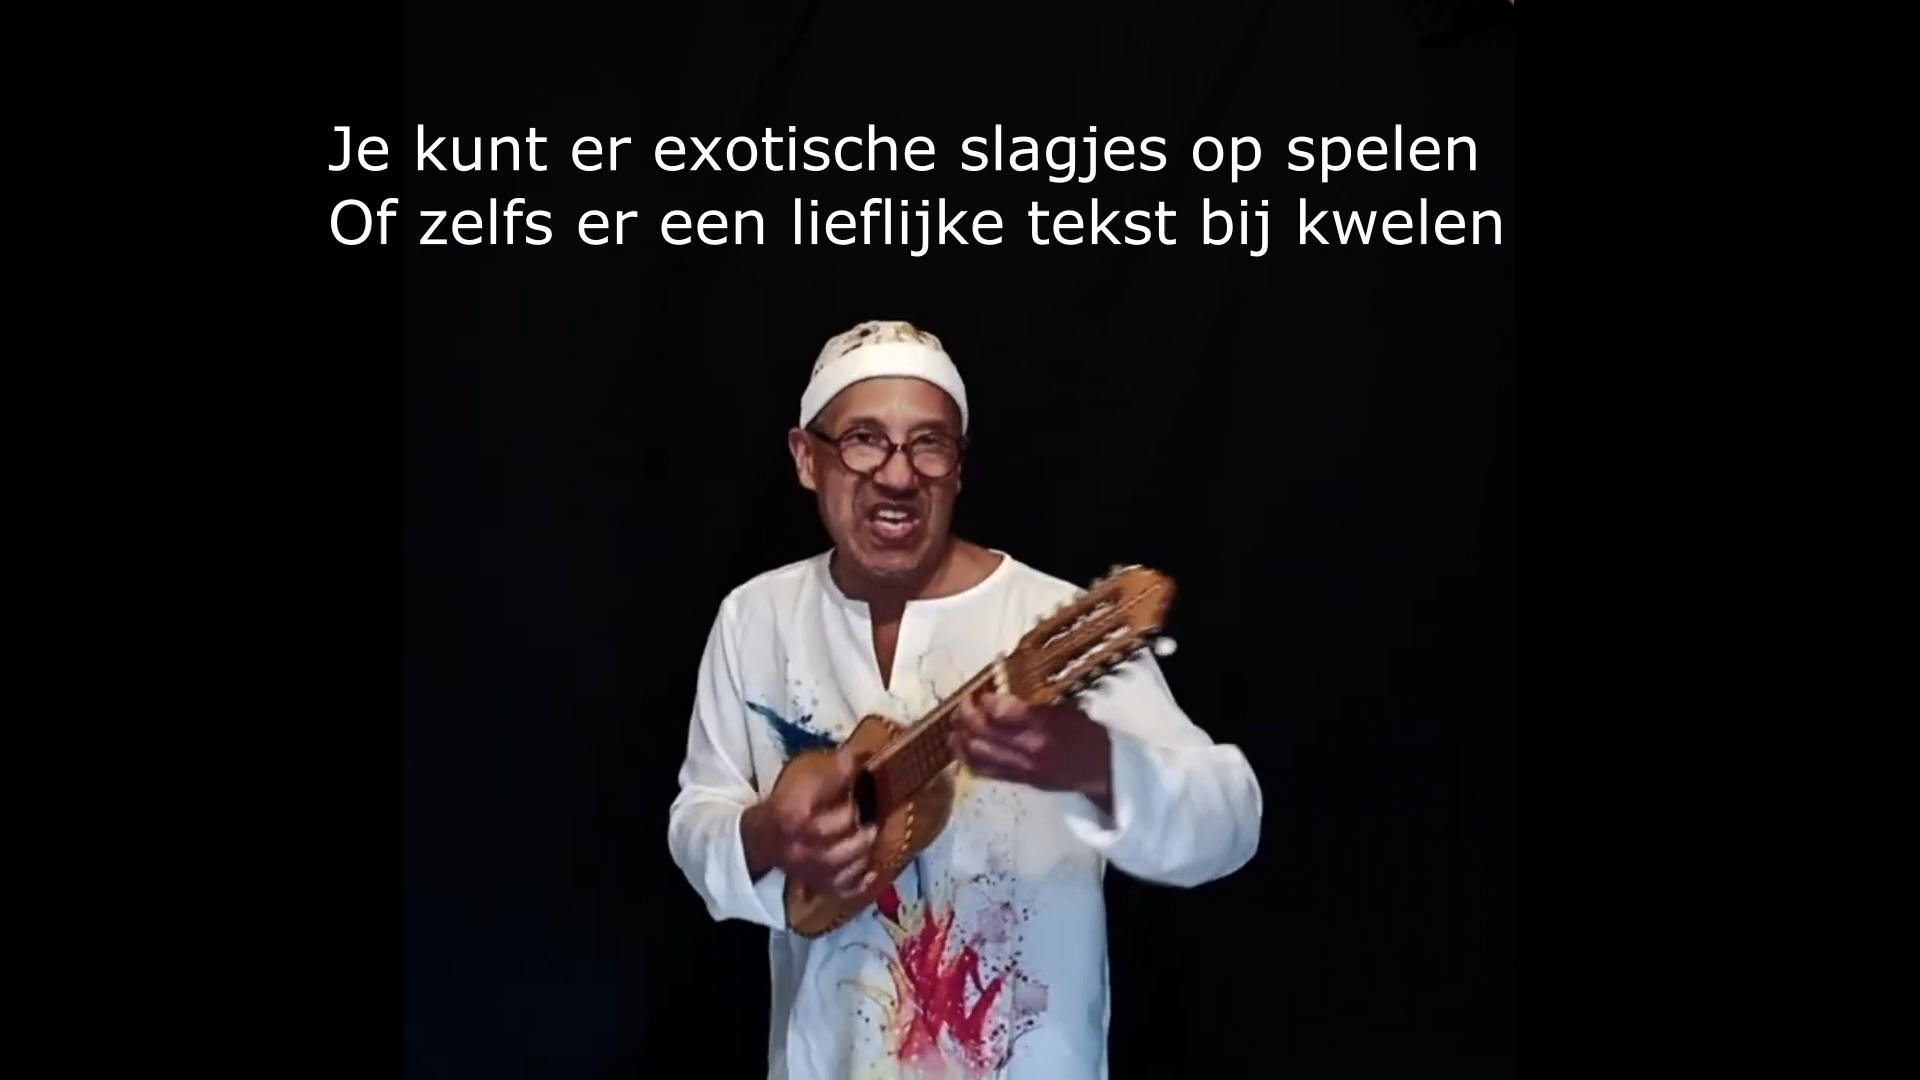 Je kunt er exotische slagjes op spelen
Of zelfs er een lieflijke tekst bij kwelen